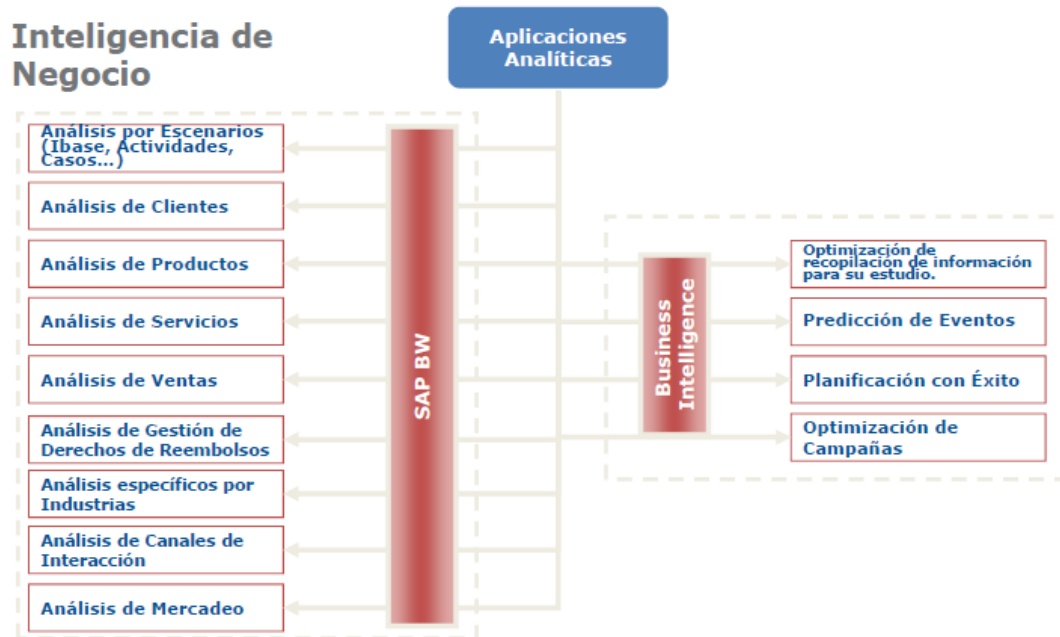 Inteligencia de
Negocio
Aplicaciones
Analíticas
Análisis por Escenarios
(Ibase, Actividades,
Casos...)
Análisis de Clientes
Análisis de Productos
Análisis de Servicios
Análisis de Ventas
Análisis de Gestión de
Derechos de Reembolsos
Análisis específicos por
Industrias
Análisis de Canales de
Interacción
Análisis de Mercadeo
SAP BW
Business
Intelligence
Optimización de
recopilación de información
para su estudio.
Predicción de Eventos
Planificación con Éxito
Optimización de
Campañas